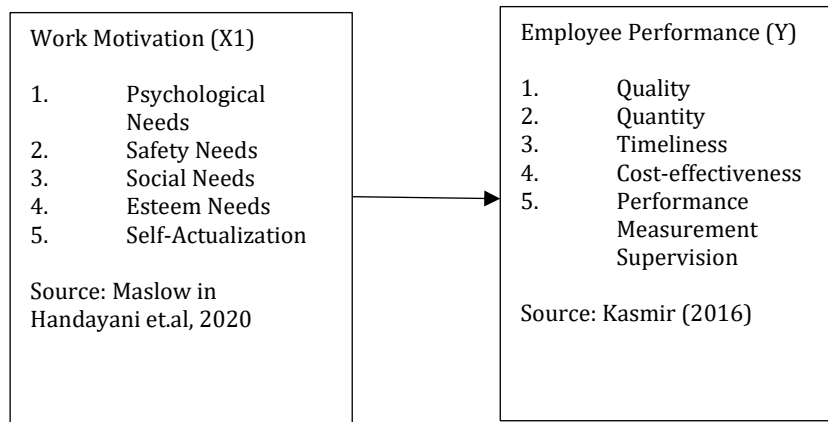 Work Motivation (X1)
1. Psychological
Needs
2. Safety Needs
3. Social Needs
4. Esteem Needs
5. Self-Actualization
Source: Maslow in
Handayani et.al, 2020
Employee Performance (Y)
1. Quality
2. Quantity
3. Timeliness
4. Cost-effectiveness
5. Performance
Measurement
Supervision
Source: Kasmir (2016)